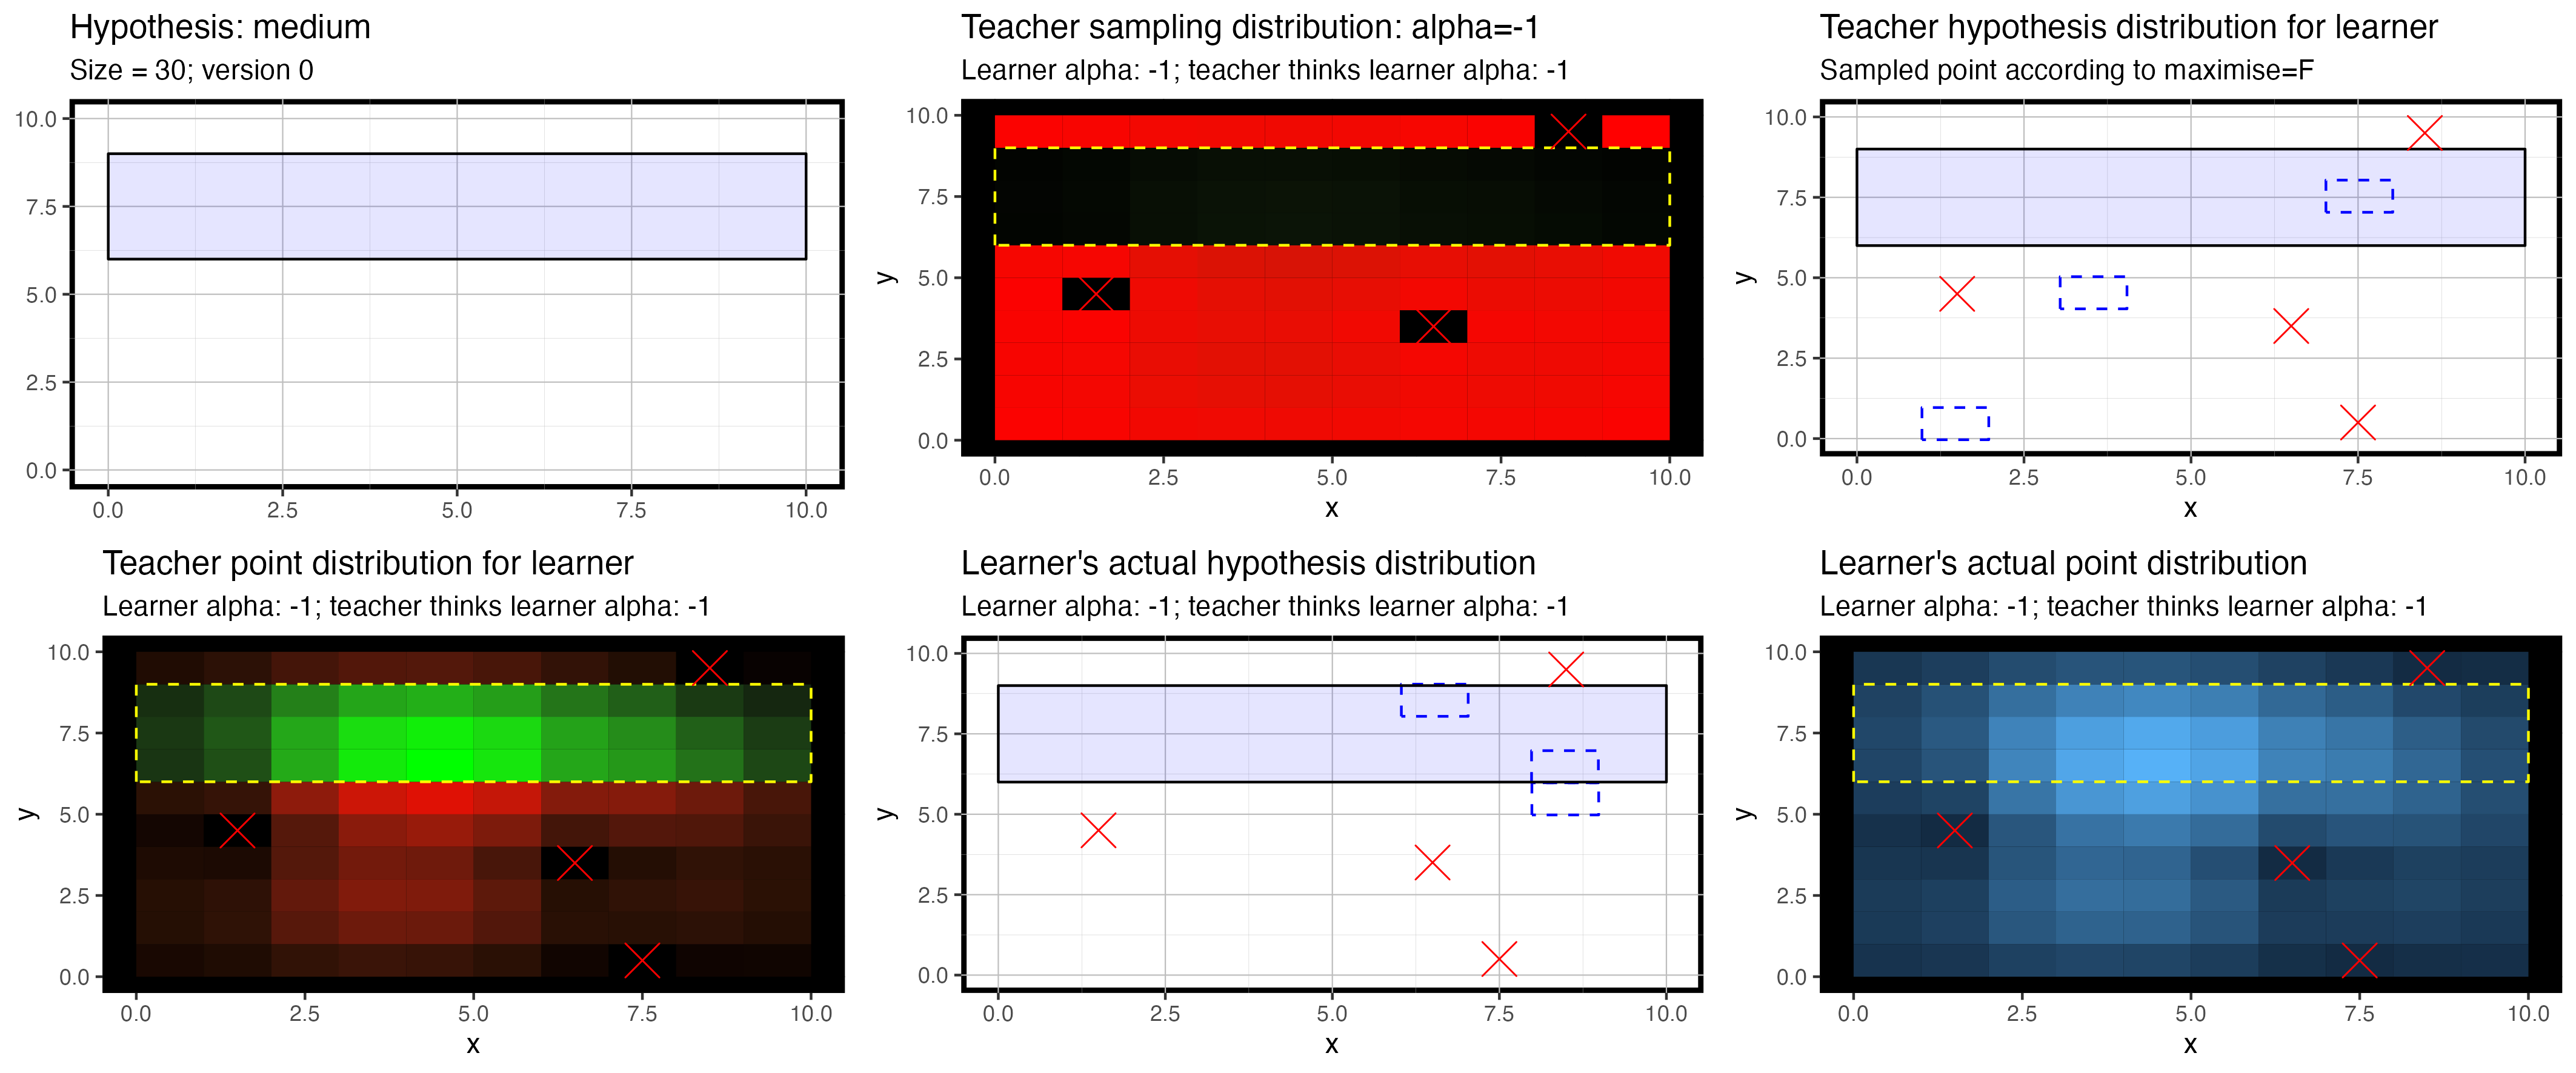 Hypothesis: medium
Size = 30; version 0
10.0
7.5
5.0
2.5
0.0
0.0 2.5 5.0 7.5 10.0
Teacher sampling distribution: alpha=-1
Learner alpha: -1; teacher thinks learner alpha: -1
y
10.0
7.5
5.0
2.5
0.0
0.0 2.5 5.0 7.5 10.0
x
Teacher hypothesis distribution for learner
Sampled point according to maximise=F
y
10.0
7.5
5.0
2.5
0.0
0.0 2.5 5.0 7.5 10.0
x
Teacher point distribution for learner
Learner alpha: -1; teacher thinks learner alpha: -1
y
10.0
7.5
5.0
2.5
0.0
0.0 2.5 5.0 7.5 10.0
x
Learner's actual hypothesis distribution
Learner alpha: -1; teacher thinks learner alpha: -1
y
10.0
7.5
5.0
2.5
0.0
0.0 2.5 5.0 7.5 10.0
x
Learner's actual point distribution
Learner alpha: -1; teacher thinks learner alpha: -1
y
10.0
7.5
5.0
2.5
0.0
0.0 2.5 5.0 7.5 10.0
x